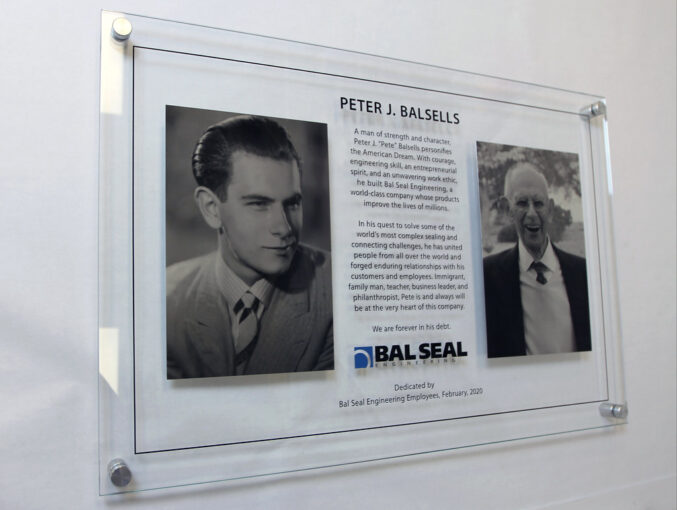 PETER J. BALSELLS
A man of strength and character,
Peter J. "Pete" Balsells personifies
the American Dream. With courage,
engineering skill, an entrepreneurial
spirit, and an unwavering work ethic,
he built Bal Seal Engineering, a
world-class company whose products
improve the lives of millions.
In his quest to solve some of the
world's most complex sealing and
connecting challenges, he has united
people from all over the world and
forged enduring relationships with his
customers and employees. Immigrant,
family man, teacher, business leader, and
philanthropist, Pete is and always will
be at the very heart of this company.
We are forever in his debt.
BAL SEAL
ENGINEERING
Dedicated by
Bal Seal Engineering Employees, February, 2020